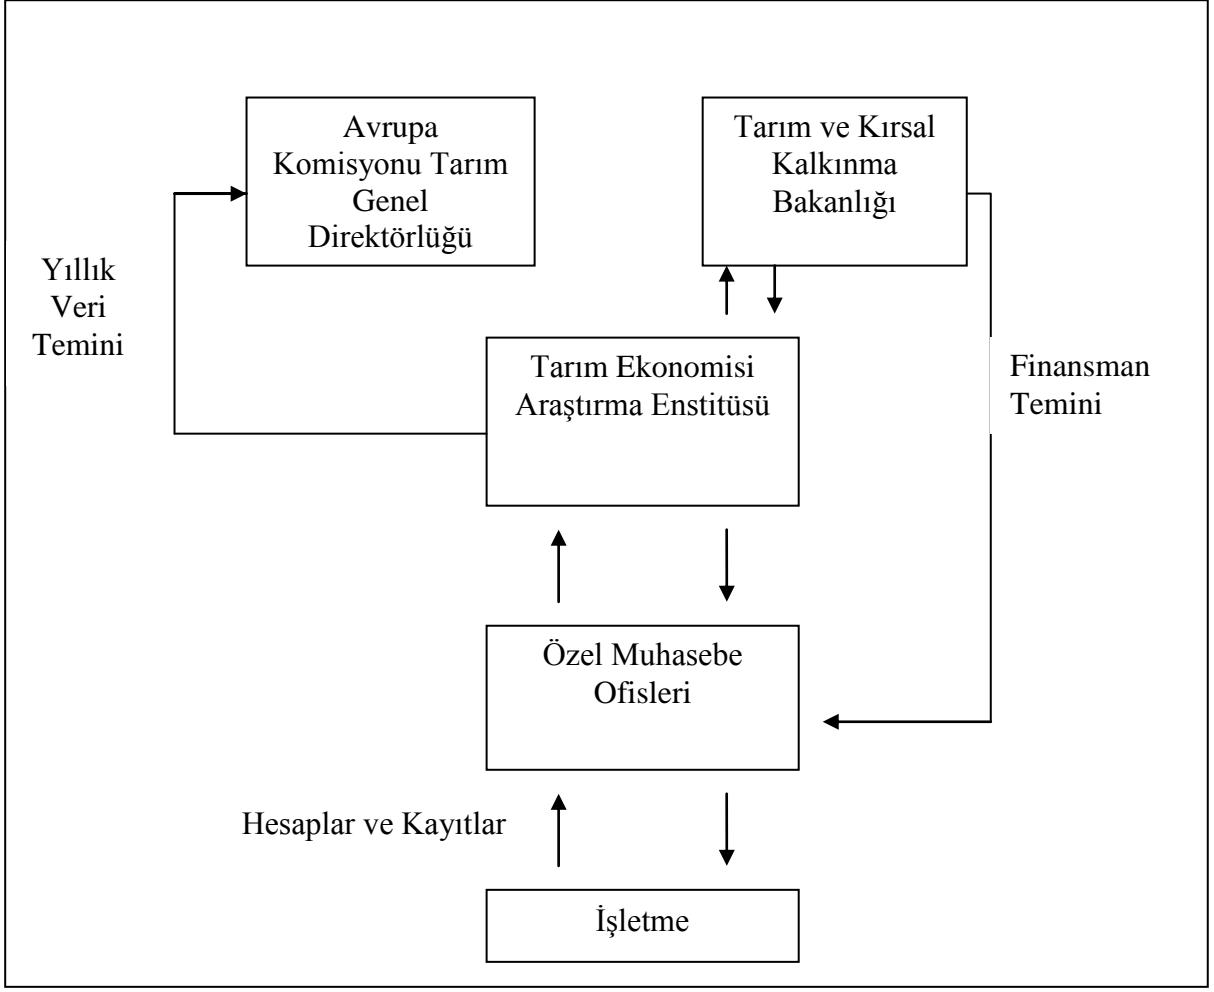 Avrupa
Komisyonu Tarım
Genel
Direktörlüğü
Tarım ve Kırsal
Kalkınma
Bakanlığı
Yıllık
Veri
Temini
Tarım Ekonomisi
Araştırma Enstitüsü
Finansman
Temini
Özel Muhasebe
Ofisleri
Hesaplar ve Kayıtlar
İşletme